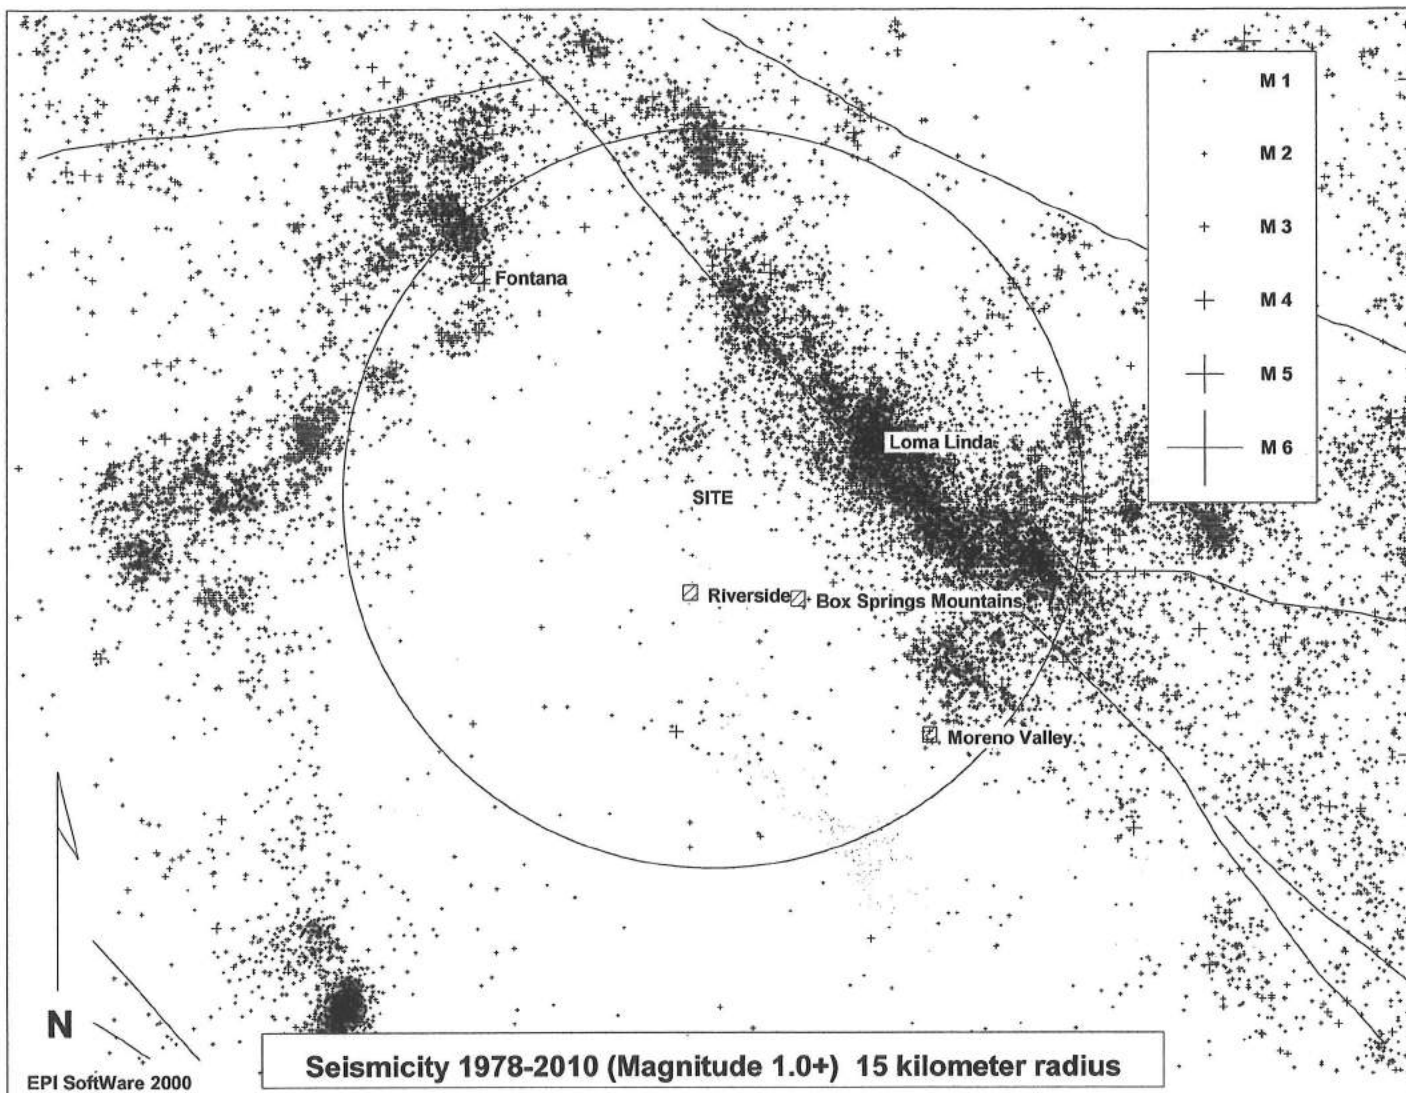 M 1
M 2
M 3
M 4
M 5
M 6
Fontana
Loma Linda
SITE
Riverside
Box Springs Mountains
Moreno Valley
N
Seismicity 1978-2010 (Magnitude 1.0+) 15 kilometer radius
EPI SoftWare 2000